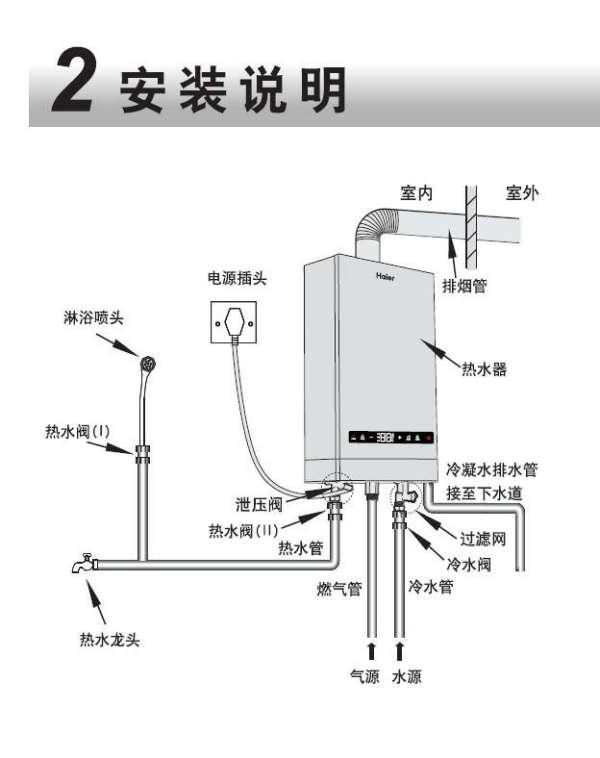 2 安装说明
室内
室外
排烟管
电源插头
Haier
淋浴喷头
热水器
热水阀(I)
冷凝水排水管
接至下水道
泄压阀
热水阀(II)
热水管
过滤网
冷水阀
燃气管
冷水管
热水龙头
气源
水源